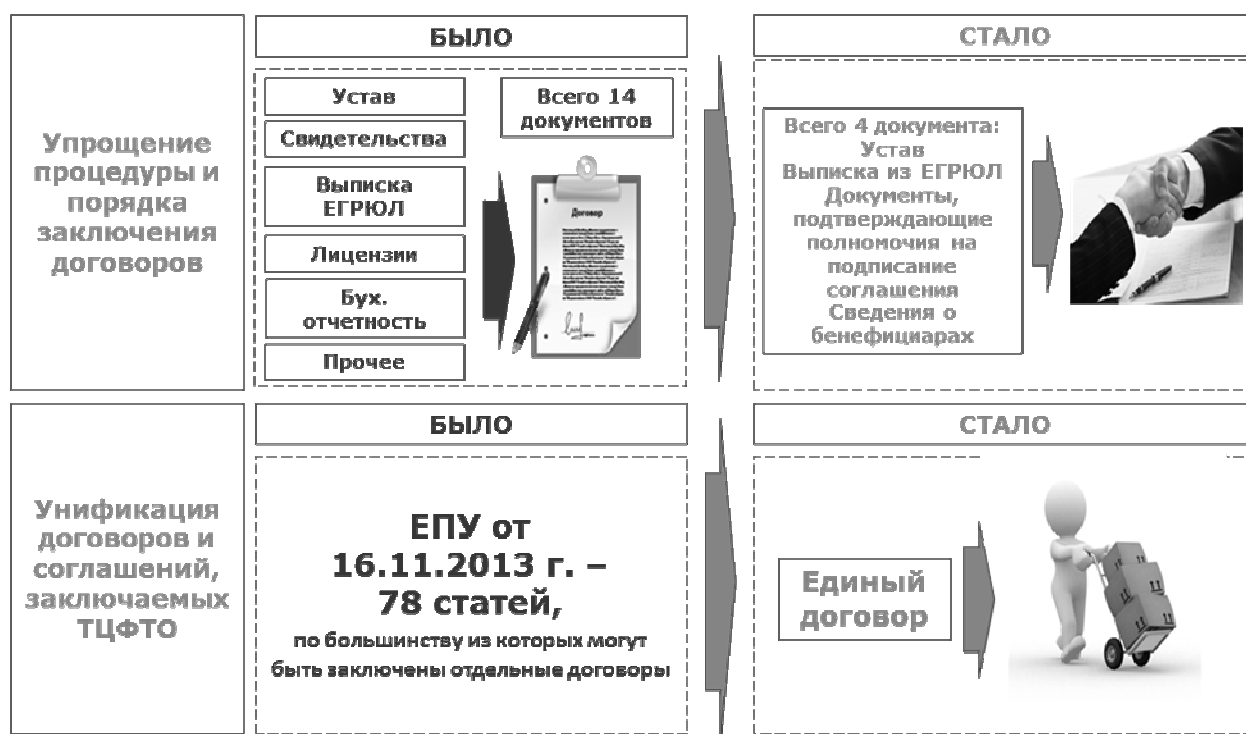 Упрощение
процедуры и
порядка
заключения
договоров
БЫЛО
Устав
Свидетельства
Выписка
ЕГРЮЛ
Лицензии
Бух.
отчетность
Прочее
Всего 14
документов
Договор
СТАЛО
Всего 4 документа:
Устав
Выписка из ЕГРЮЛ
Документы,
подтверждающие
полномочия на
подписание
соглашения
Сведения о
бенефициарах
Унификация
договоров и
соглашений,
заключаемых
ТЦФТО
БЫЛО
ЕПУ от
16.11.2013 г. –
78 статей,
по большинству из которых могут
быть заключены отдельные договоры
СТАЛО
Единый
договор